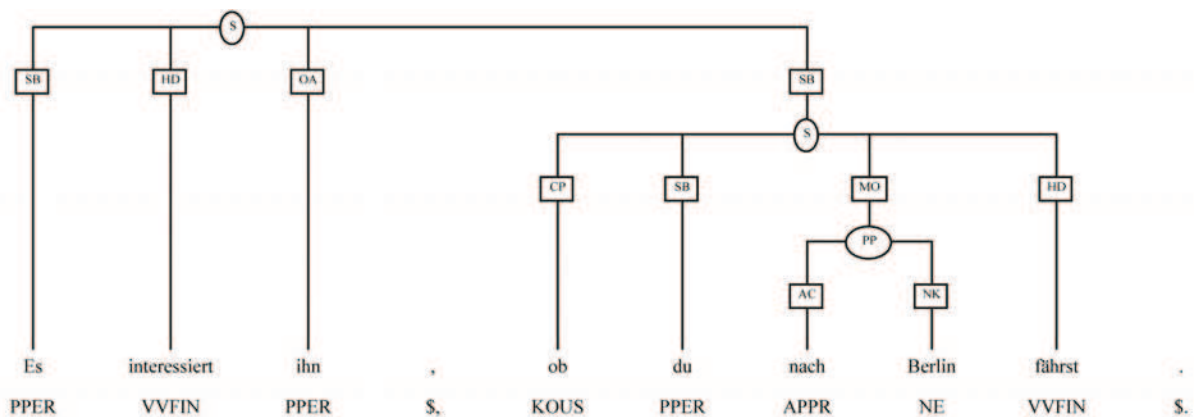 S
SB HD OA SB
S
CP SB MO HD
PP
AC NK
Es interessiert ihn , ob du nach Berlin fährst .
PPER VVFIN PPER $, KOUS PPER APPR NE VVFIN $.